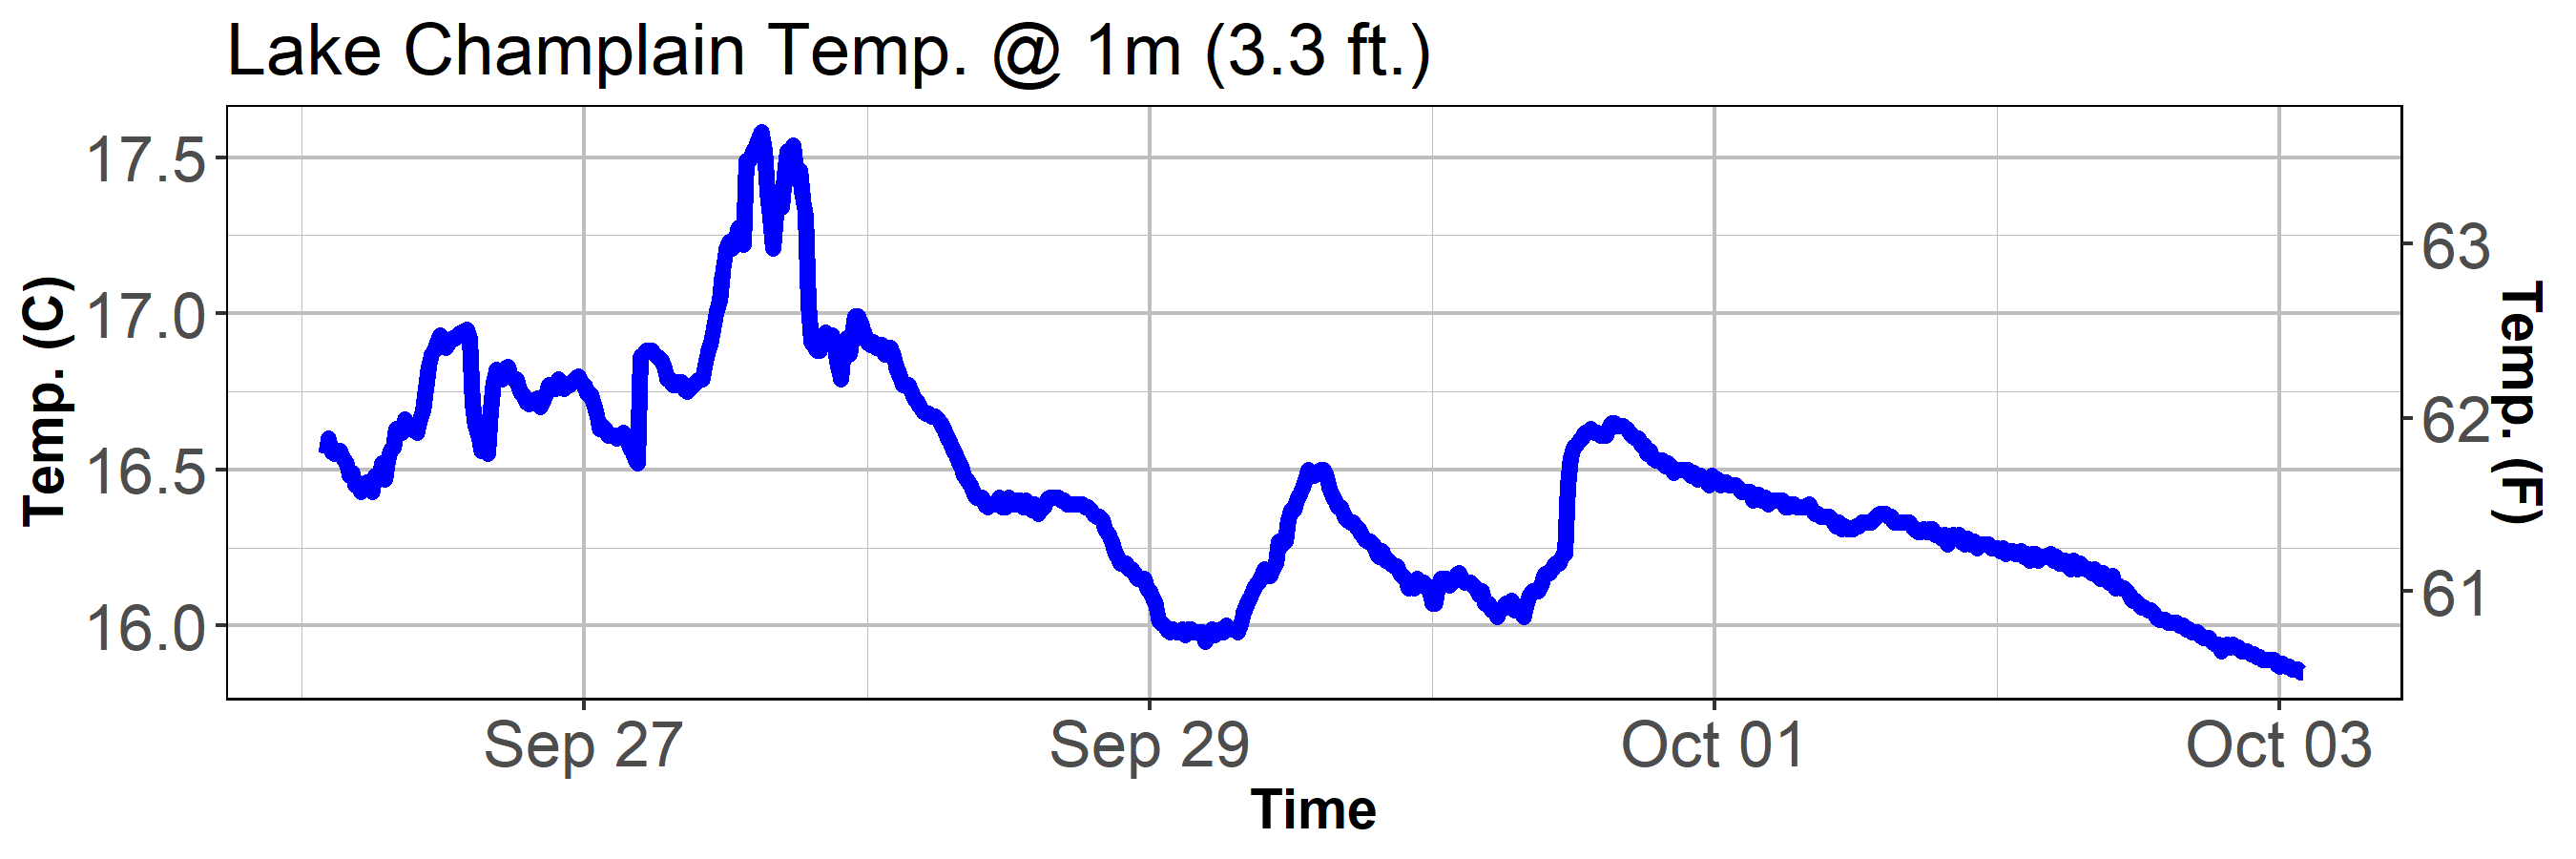 Lake Champlain Temp. @ 1m (3.3 ft.)
Temp. (C)
17.5
17.0
16.5
16.0
63
62
61
Temp. (F)
Sep 27
Sep 29
Oct 01
Oct 03
Time